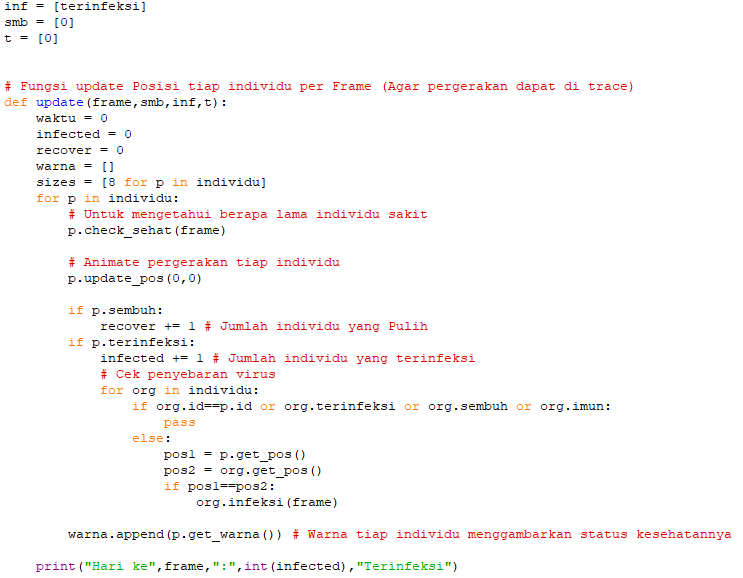 inf = [terinfeksi]
smb = [0]
t = [0]
# Fungsi update Posisi tiap individu per Frame (Agar pergerakan dapat di trace)
def update(frame,smb,inf,t):
    waktu = 0
    infected = 0
    recover = 0
    warna = []
    sizes = [8 for p in individu]
    for p in individu:
        # Untuk mengetahui berapa lama individu sakit
        p.check_sehat(frame)
        # Animate pergerakan tiap individu
        p.update_pos(0,0)
        if p.sembuh:
            recover += 1 # Jumlah individu yang Pulih
        if p.terinfeksi:
            infected += 1 # Jumlah individu yang terinfeksi
            # Cek penyebaran virus
            for org in individu:
                if org.id==p.id or org.terinfeksi or org.sembuh or org.imun:
                    pass
                else:
                    pos1 = p.get_pos()
                    pos2 = org.get_pos()
                    if pos1==pos2:
                        org.infeksi(frame)
        warna.append(p.get_warna()) # Warna tiap individu menggambarkan status kesehatannya
    print("Hari ke",frame,":",int(infected),"Terinfeksi")